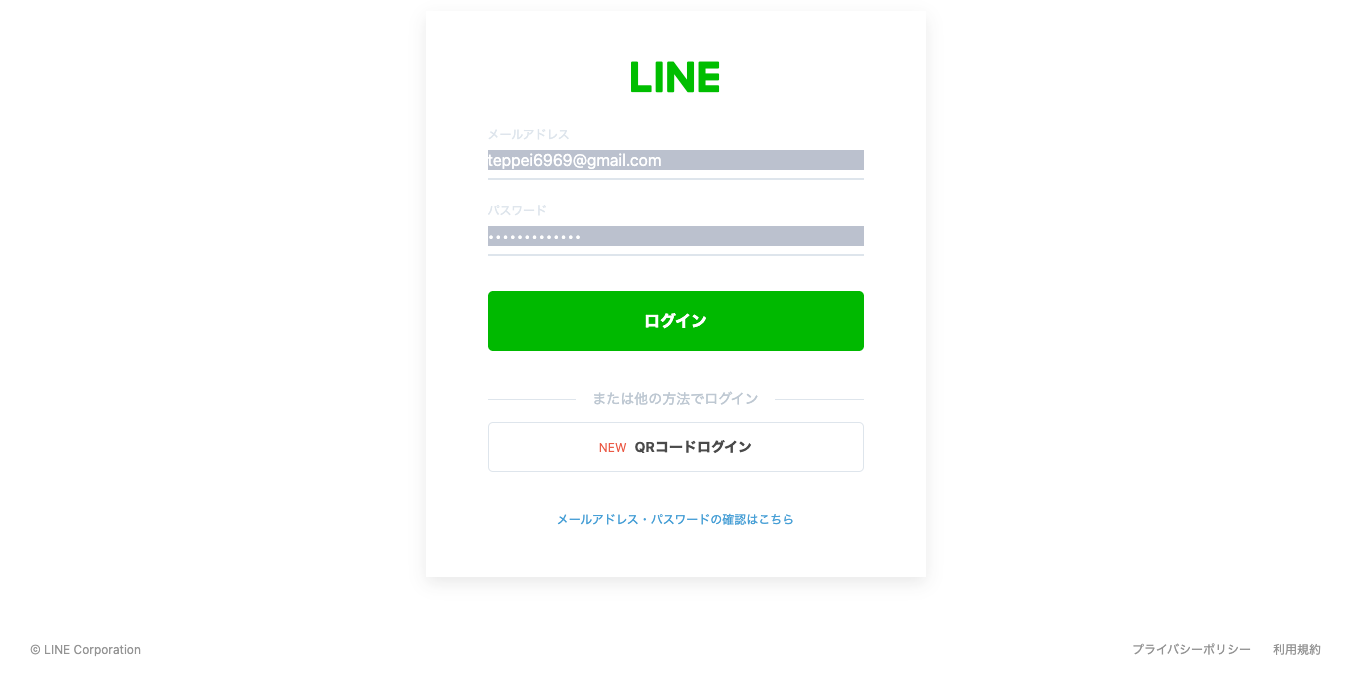 LINE
メールアドレス
teppei6969@gmail.com
パスワード
•••••••••••••
ログイン
または他の方法でログイン
NEW QRコードログイン
メールアドレス・パスワードの確認はこちら
© LINE Corporation
プライバシーポリシー 利用規約